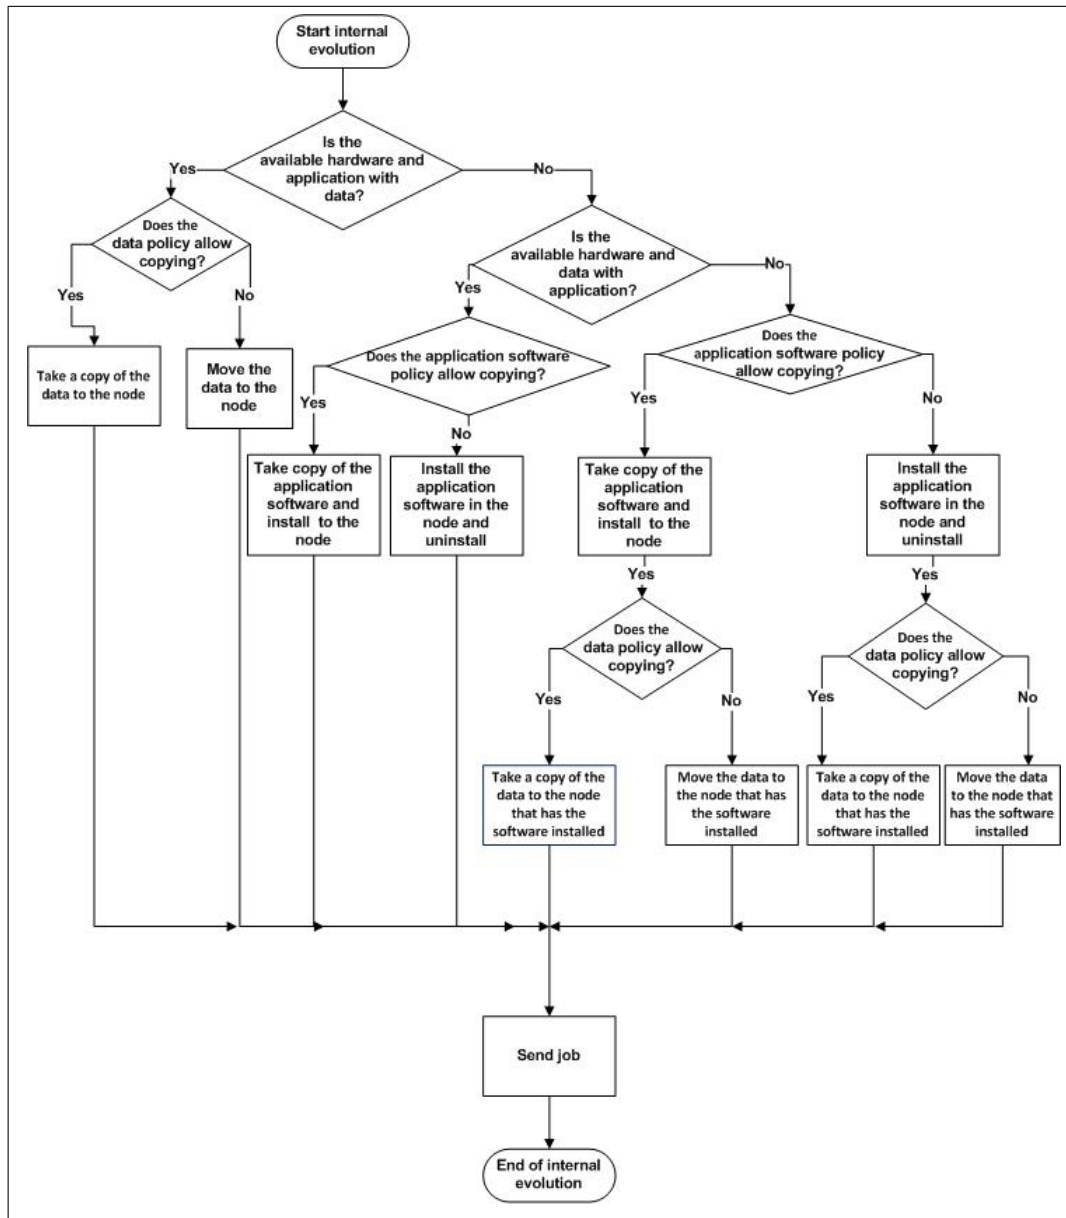 Start internal
evolution
Is the
available hardware and
application with
data?
Yes
No
Does the
data policy allow
copying?
Is the
available hardware and
data with
application?
Yes
No
Yes
No
Does the application software
policy allow copying?
Does the
application software policy
allow copying?
Take a copy of the
data to the node
Move the
data to the
node
Yes
No
Yes
No
Take copy of the
application
software and
install to the
node
Install the
application
software in the
node and
uninstall
Take copy of the
application
software and
install to the
node
Install the
application
software in the
node and
uninstall
Yes
Yes
Does the
data policy allow
copying?
Does the
data policy allow
copying?
Yes
No
Yes
No
Take a copy of the
data to the node
that has the
software installed
Move the data to
the node that has
the software
installed
Take a copy of the
data to the node
that has the
software installed
Move the data
to the node that
has the software
installed
Send job
End of internal
evolution